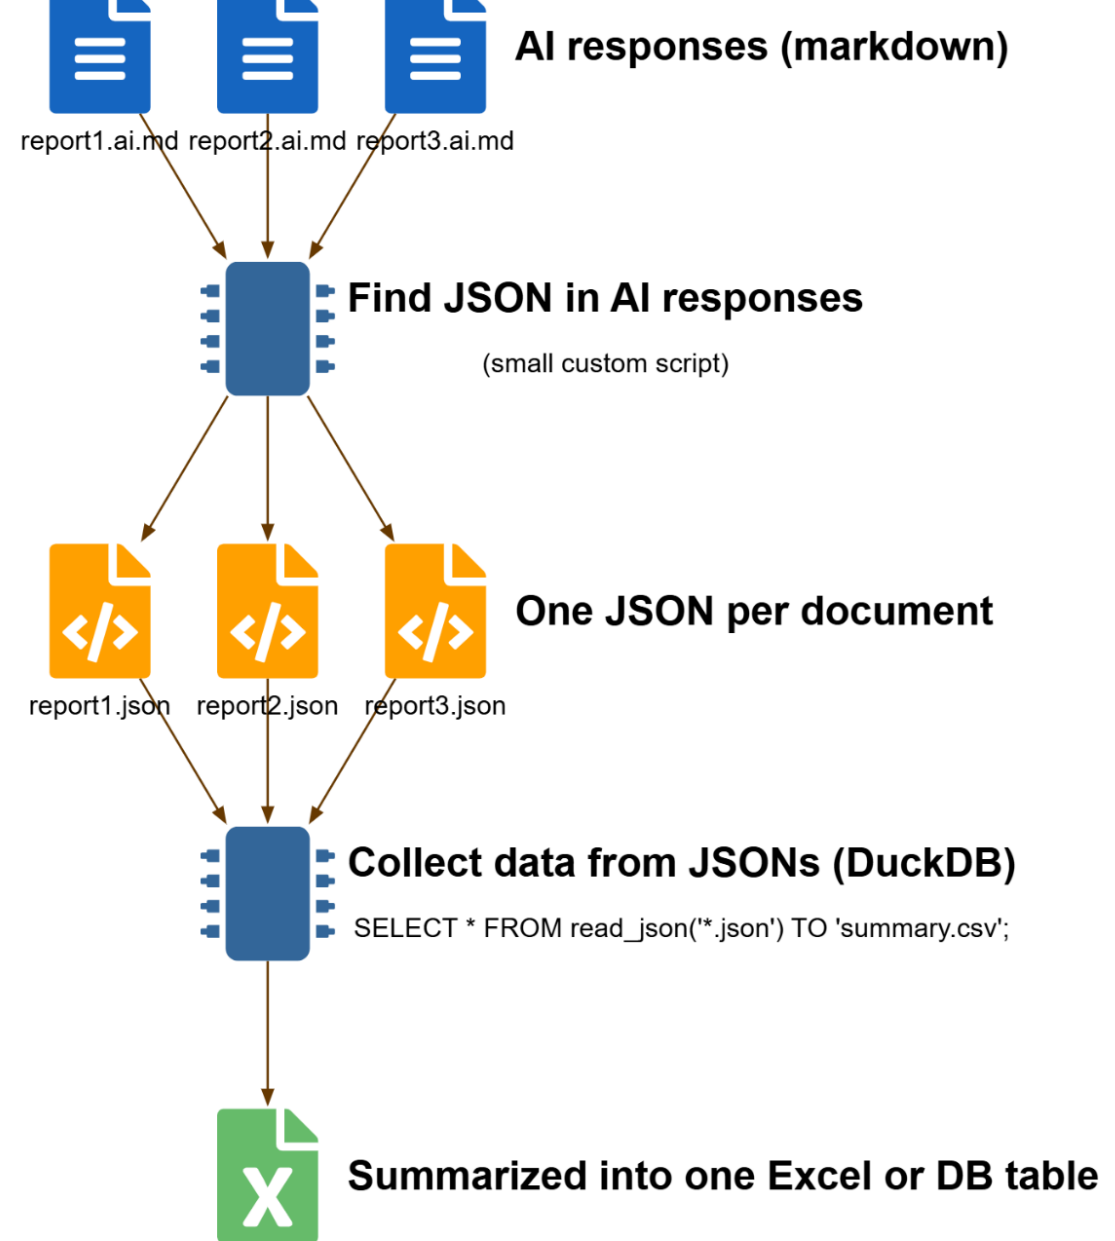 AI responses (markdown)
report1.ai.md report2.ai.md report3.ai.md
Find JSON in AI responses
(small custom script)
</>
</>
</>
One JSON per document
report1.json report2.json report3.json
Collect data from JSONs (DuckDB)
SELECT * FROM read_json('*.json') TO 'summary.csv';
X
Summarized into one Excel or DB table